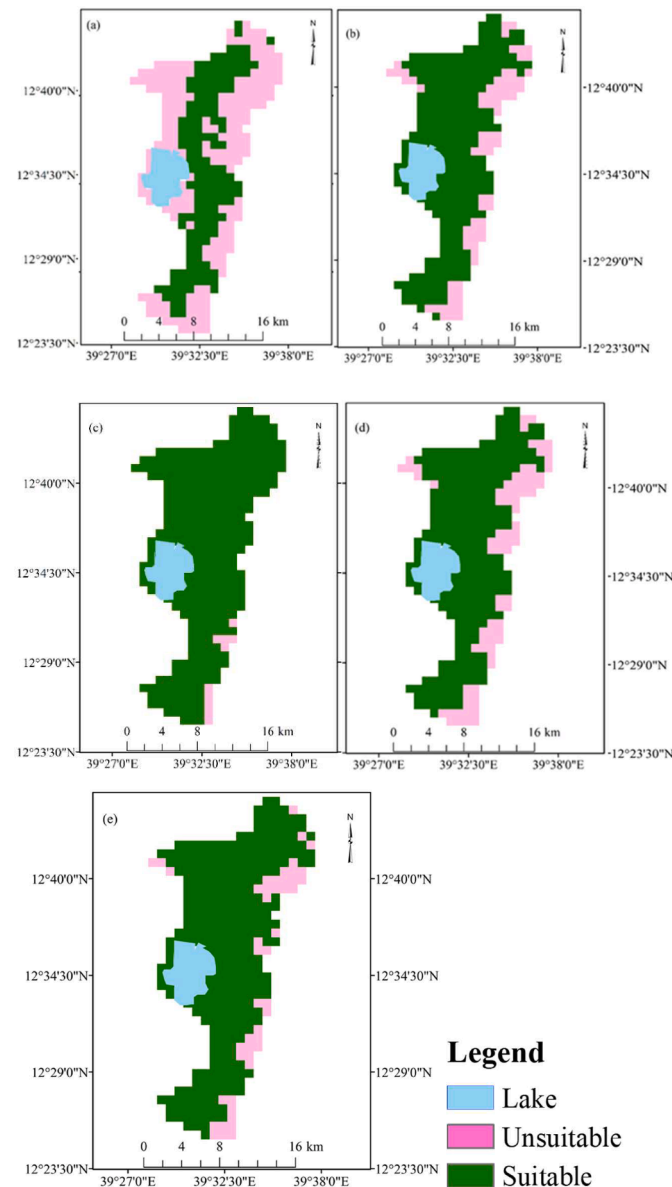 (a)
N
12°40'0"N
12°34'30"N
12°29'0"N
12°23'30"N
0 4 8 16 km
39°27'0"E 39°32'30"E 39°38'0"E
(b)
N
12°40'0"N
12°34'30"N
12°29'0"N
12°23'30"N
0 4 8 16 km
39°27'0"E 39°32'30"E 39°38'0"E
(c)
N
12°40'0"N
12°34'30"N
12°29'0"N
12°23'30"N
0 4 8 16 km
39°27'0"E 39°32'30"E 39°38'0"E
(d)
N
12°40'0"N
12°34'30"N
12°29'0"N
12°23'30"N
0 4 8 16 km
39°27'0"E 39°32'30"E 39°38'0"E
(e)
N
12°40'0"N 12°40'0"N
12°34'30"N 12°34'30"N
12°29'0"N 12°29'0"N
12°23'30"N 12°23'30"N
0 4 8 16 km
39°27'0"E 39°32'30"E 39°38'0"E
Legend
Lake
Unsuitable
Suitable